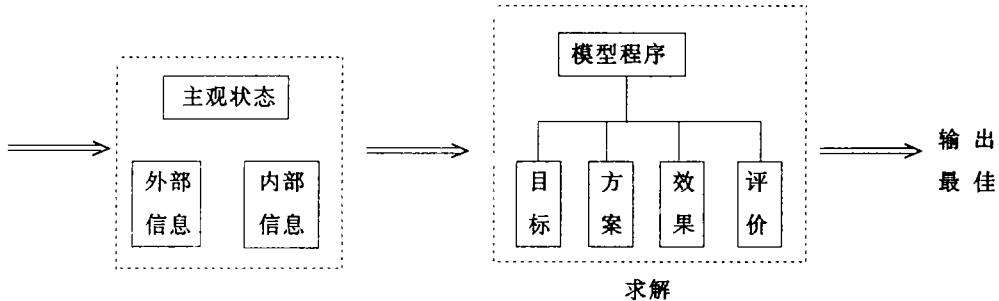 主观状态
外部
信息
内部
信息
模型程序
目
标
方
案
效
果
评
价
求解
输出
最佳